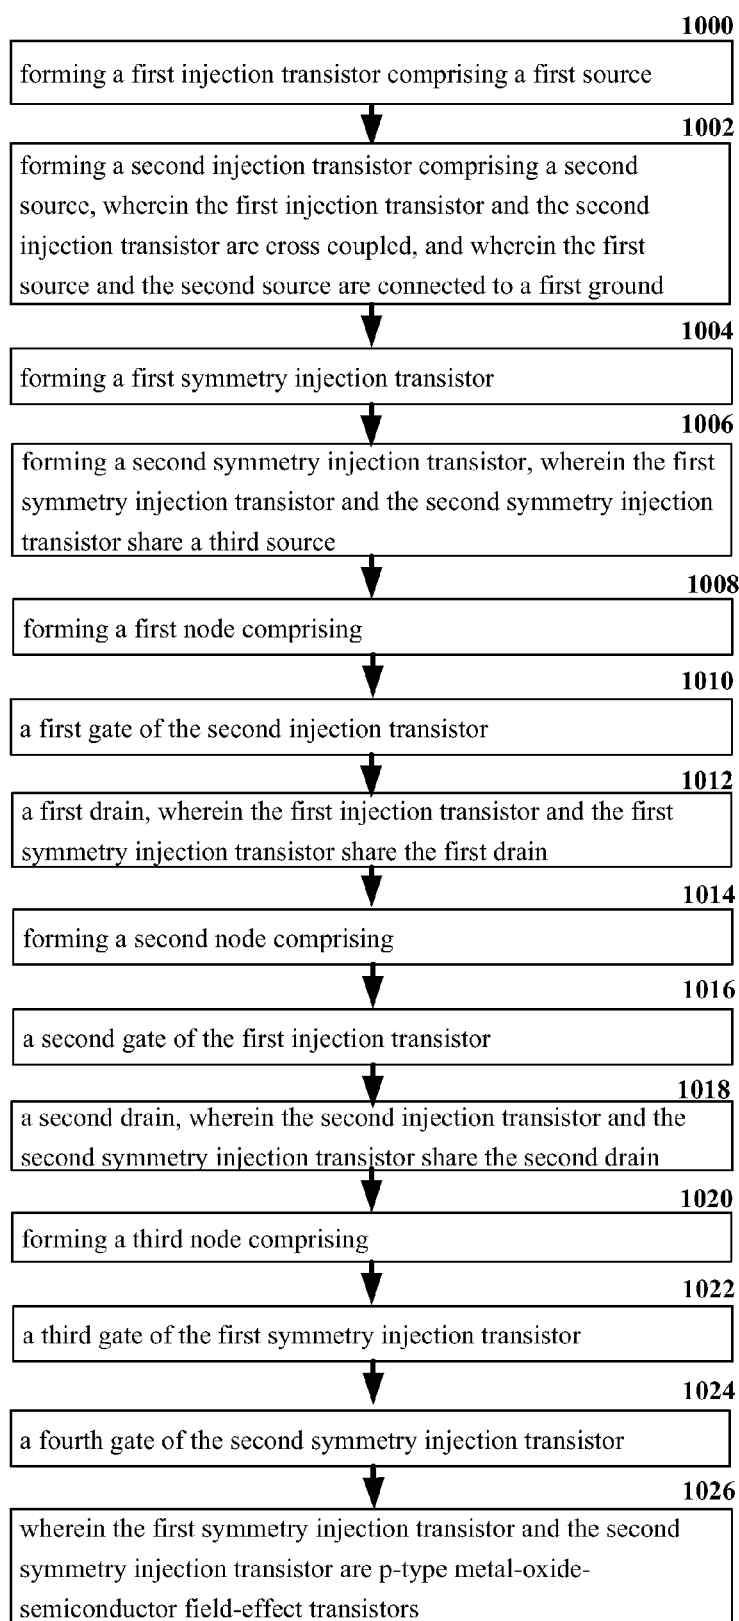 1000
forming a first injection transistor comprising a first source
1002
forming a second injection transistor comprising a second
source, wherein the first injection transistor and the second
injection transistor are cross coupled, and wherein the first
source and the second source are connected to a first ground
1004
forming a first symmetry injection transistor
1006
forming a second symmetry injection transistor, wherein the first
symmetry injection transistor and the second symmetry injection
transistor share a third source
1008
forming a first node comprising
1010
a first gate of the second injection transistor
1012
a first drain, wherein the first injection transistor and the first
symmetry injection transistor share the first drain
1014
forming a second node comprising
1016
a second gate of the first injection transistor
1018
a second drain, wherein the second injection transistor and the
second symmetry injection transistor share the second drain
1020
forming a third node comprising
1022
a third gate of the first symmetry injection transistor
1024
a fourth gate of the second symmetry injection transistor
1026
wherein the first symmetry injection transistor and the second
symmetry injection transistor are p-type metal-oxide-
semiconductor field-effect transistors